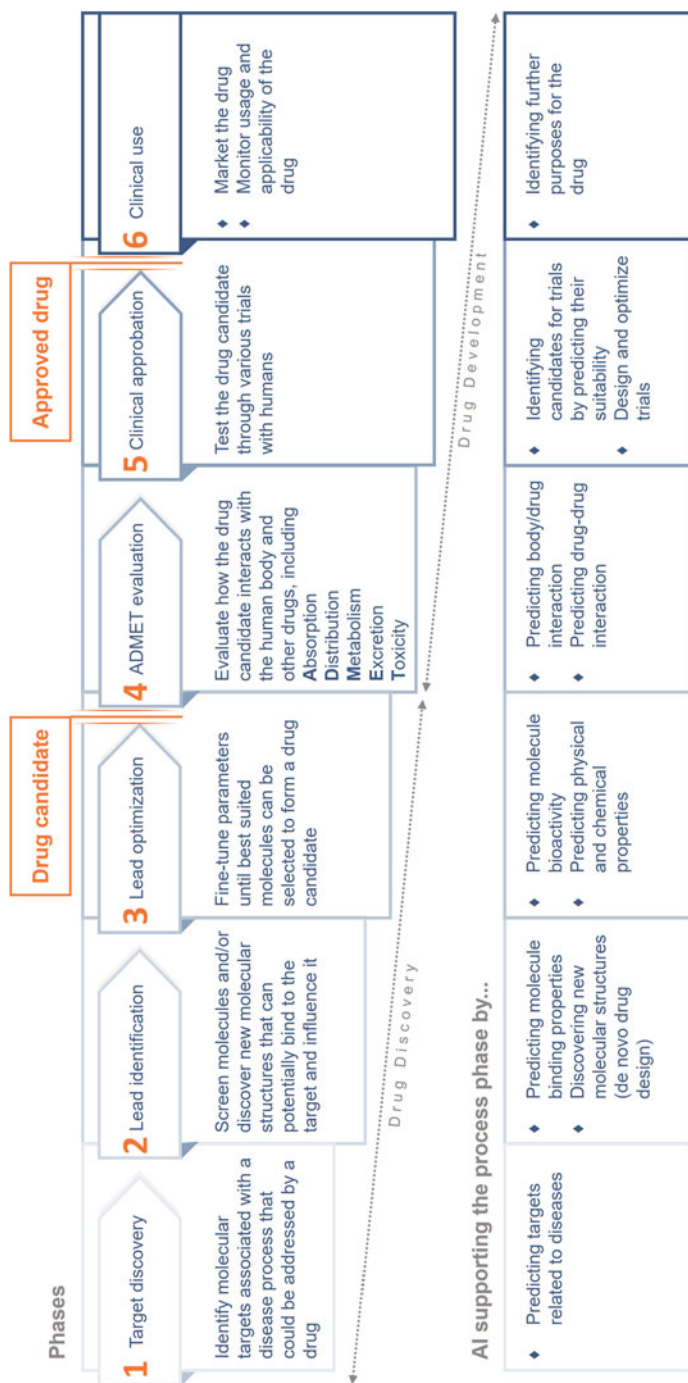 Phases
Drug candidate
Approved drug
1 Target discovery
Identify molecular
targets associated with a
disease process that
could be addressed by a
drug
2 Lead identification
Screen molecules and/or
discover new molecular
structures that can
potentially bind to the
target and influence it
3 Lead optimization
Fine-tune parameters
until best suited
molecules can be
selected to form a drug
candidate
4 ADMET evaluation
Evaluate how the drug
candidate interacts with
the human body and
other drugs, including
Absorption
Distribution
Metabolism
Excretion
Toxicity
5 Clinical approbation
Test the drug candidate
through various trials
with humans
6 Clinical use
♦ Market the drug
♦ Monitor usage and
applicability of the
drug
Drug Discovery
Drug Development
AI supporting the process phase by...
♦ Predicting targets
related to diseases
♦ Predicting molecule
binding properties
♦ Discovering new
molecular structures
(de novo drug
design)
♦ Predicting molecule
bioactivity
♦ Predicting physical
and chemical
properties
♦ Predicting body/drug
interaction
♦ Predicting drug-drug
interaction
♦ Identifying
candidates for trials
by predicting their
suitability
♦ Design and optimize
trials
♦ Identifying further
purposes for the
drug